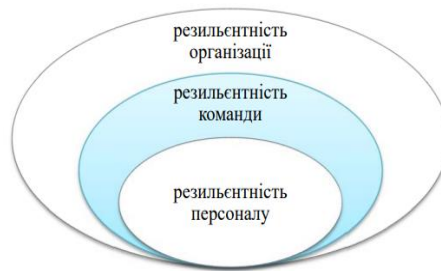 резильєнтність
організації
резильєнтність
команди
резильєнтність
персоналу